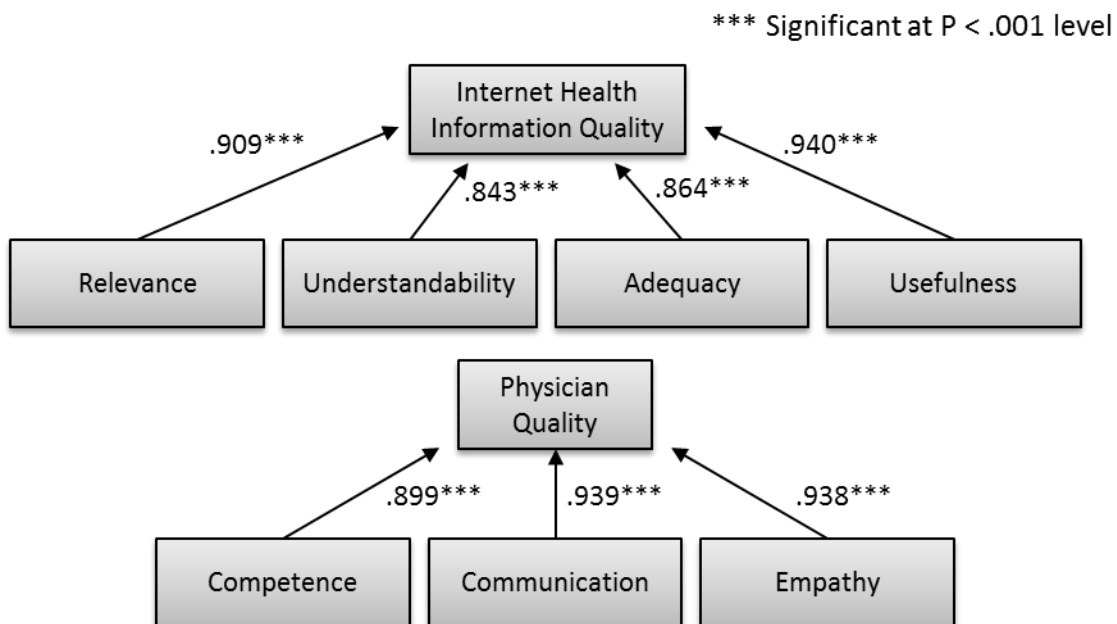 *** Significant at P < .001 level
Internet Health
Information Quality
.909***
.940***
.843***
.864***
Relevance
Understandability
Adequacy
Usefulness
Physician
Quality
.899***
.939***
.938***
Competence
Communication
Empathy